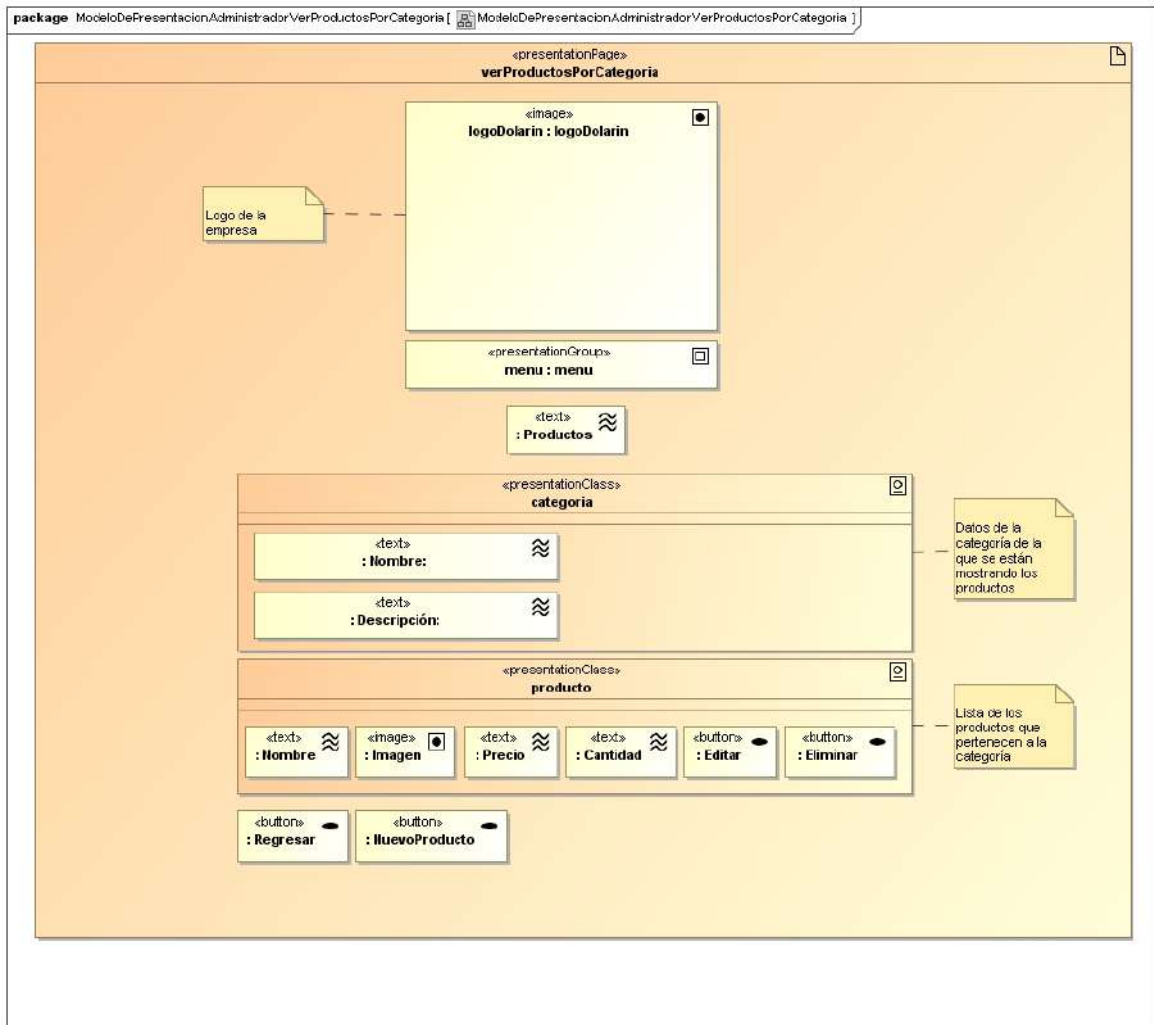 package ModeloDePresentacionAdministradorVerProductosPorCategoria [ ModeloDePresentacionAdministradorVerProductosPorCategoria ]
«presentationPage»
verProductosPorCategoria
«image»
logoDolarin : logoDolarin
Logo de la
empresa
«presentationGroup»
menu : menu
«text»
: Productos
«presentationClass»
categoria
«text»
: Nombre:
«text»
: Descripción:
Datos de la
categoría de la
que se están
mostrando los
productos
«presentationClass»
producto
«text»
: Nombre
«image»
: Imagen
«text»
: Precio
«text»
: Cantidad
«button»
: Editar
«button»
: Eliminar
Lista de los
productos que
pertenecen a la
categoría
«button»
: Regresar
«button»
: NuevoProducto